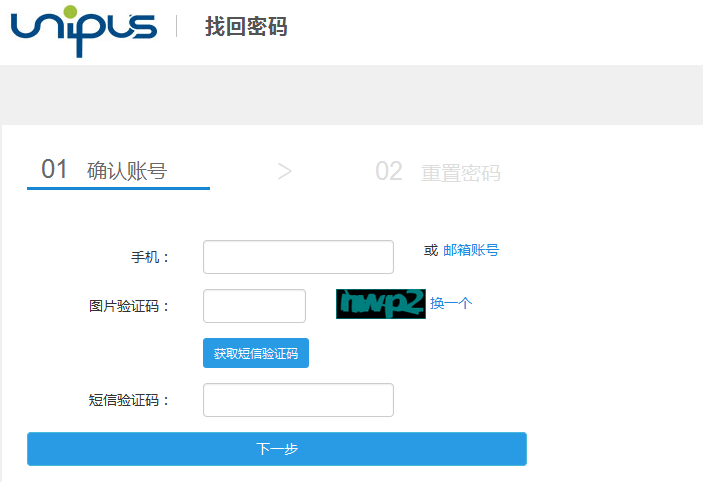 unipus 找回密码
01 确认账号 > 02 重置密码
手机： 或 邮箱账号
图片验证码： hwp2 换一个
获取短信验证码
短信验证码：
下一步